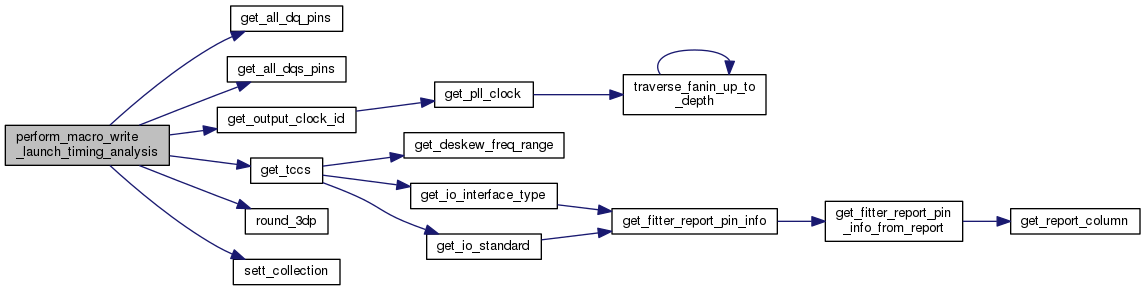 get_all_dq_pins
get_all_dqs_pins
get_pll_clock
traverse_fanin_up_to
_depth
get_output_clock_id
perform_macro_write
_launch_timing_analysis
get_deskew_freq_range
get_tccs
get_io_interface_type
get_fitter_report_pin_info
get_fitter_report_pin
_info_from_report
get_report_column
round_3dp
get_io_standard
sett_collection